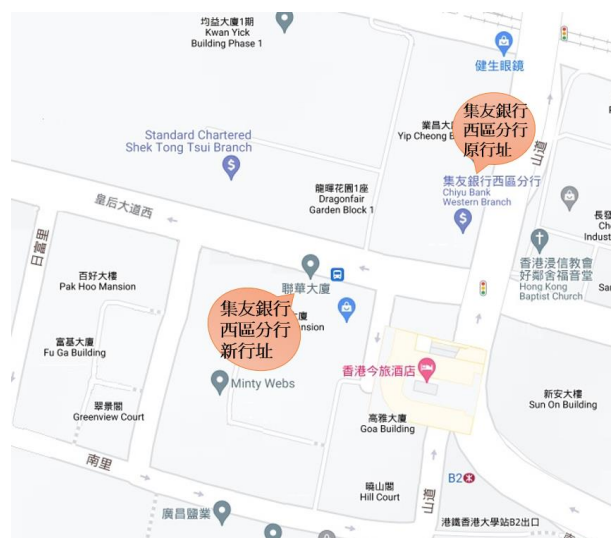 均益大廈1期
Kwan Yick
Building Phase 1
健生眼鏡
集友銀行
西區分行
原行址
業昌大
Yip Cheong B
山道
Standard Chartered
Shek Tong Tsui Branch
集友銀行西區分行
Chiyu Bank
Western Branch
龍暉花園1座
Dragonfair
Garden Block 1
皇后大道西
長發
Che
Indust
香港浸信教會
好鄰舍福音堂
Hong Kong
Baptist Church
Sa
日富里
百好大樓
Pak Hoo Mansion
聯華大廈
集友銀行
西區分行
新行址
廈
nsion
富基大廈
Fu Ga Building
香港今旅酒店
Minty Webs
新安大樓
Sun On Building
翠景閣
Greenview Court
高雅大廈
Goa Building
南里
曉山閣
Hill Court
B2
山道
廣昌鹽業
港鐵香港大學站B2出口